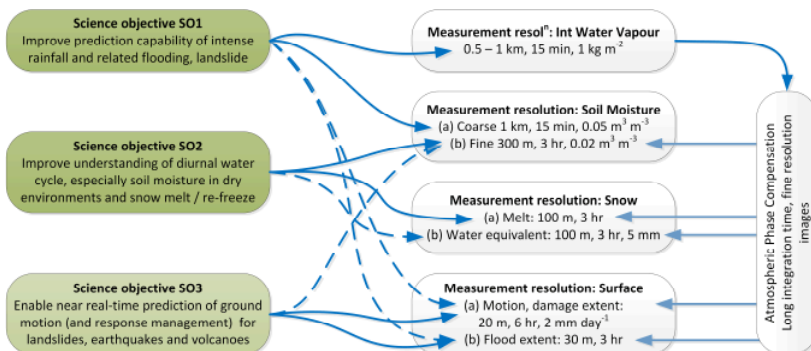 Science objective SO1
Improve prediction capability of intense
rainfall and related flooding, landslide
Science objective SO2
Improve understanding of diurnal water
cycle, especially soil moisture in dry
environments and snow melt / re-freeze
Science objective SO3
Enable near real-time prediction of ground
motion (and response management) for
landslides, earthquakes and volcanoes
Measurement resolⁿ: Int Water Vapour
0.5 – 1 km, 15 min, 1 kg m⁻²
Measurement resolution: Soil Moisture
(a) Coarse 1 km, 15 min, 0.05 m³ m⁻³
(b) Fine 300 m, 3 hr, 0.02 m³ m⁻³
Measurement resolution: Snow
(a) Melt: 100 m, 3 hr
(b) Water equivalent: 100 m, 3 hr, 5 mm
Measurement resolution: Surface
(a) Motion, damage extent:
20 m, 6 hr, 2 mm day⁻¹
(b) Flood extent: 30 m, 3 hr
Atmospheric Phase Compensation
Long integration time, fine resolution
images